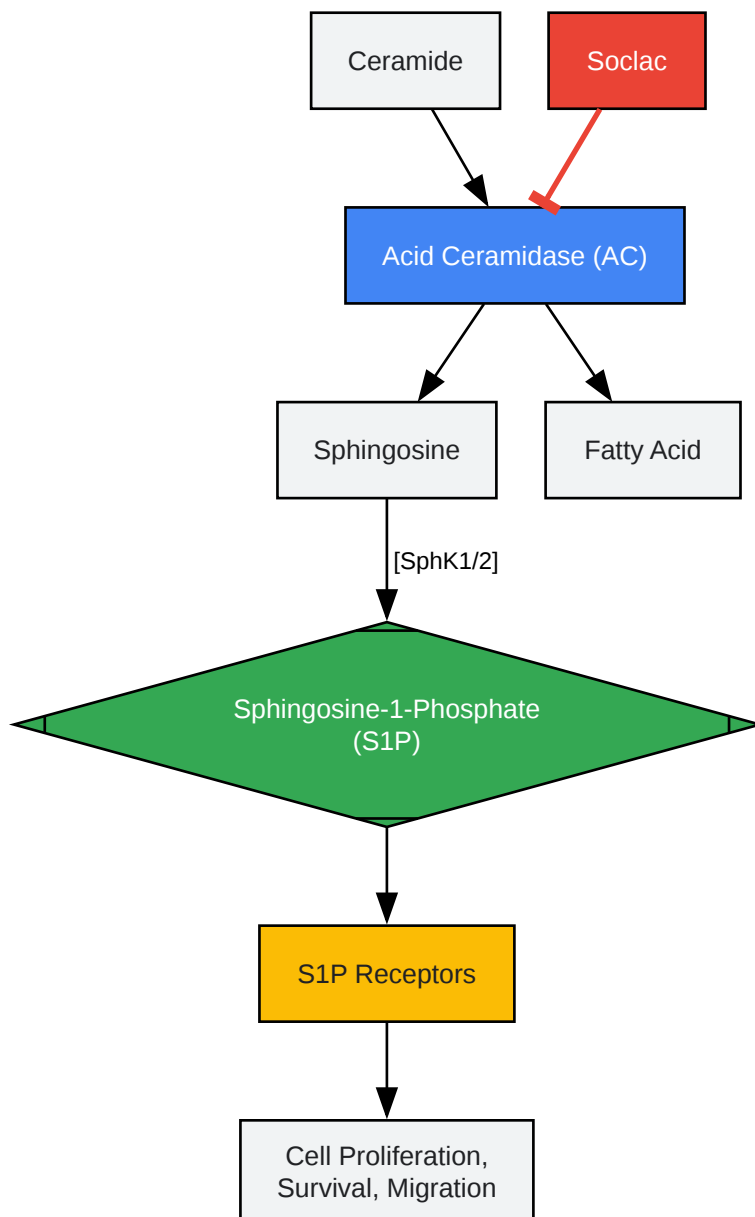 Ceramide
Soclac
Acid Ceramidase (AC)
Sphingosine
Fatty Acid
[SphK1/2]
Sphingosine-1-Phosphate
(S1P)
S1P Receptors
Cell Proliferation,
Survival, Migration